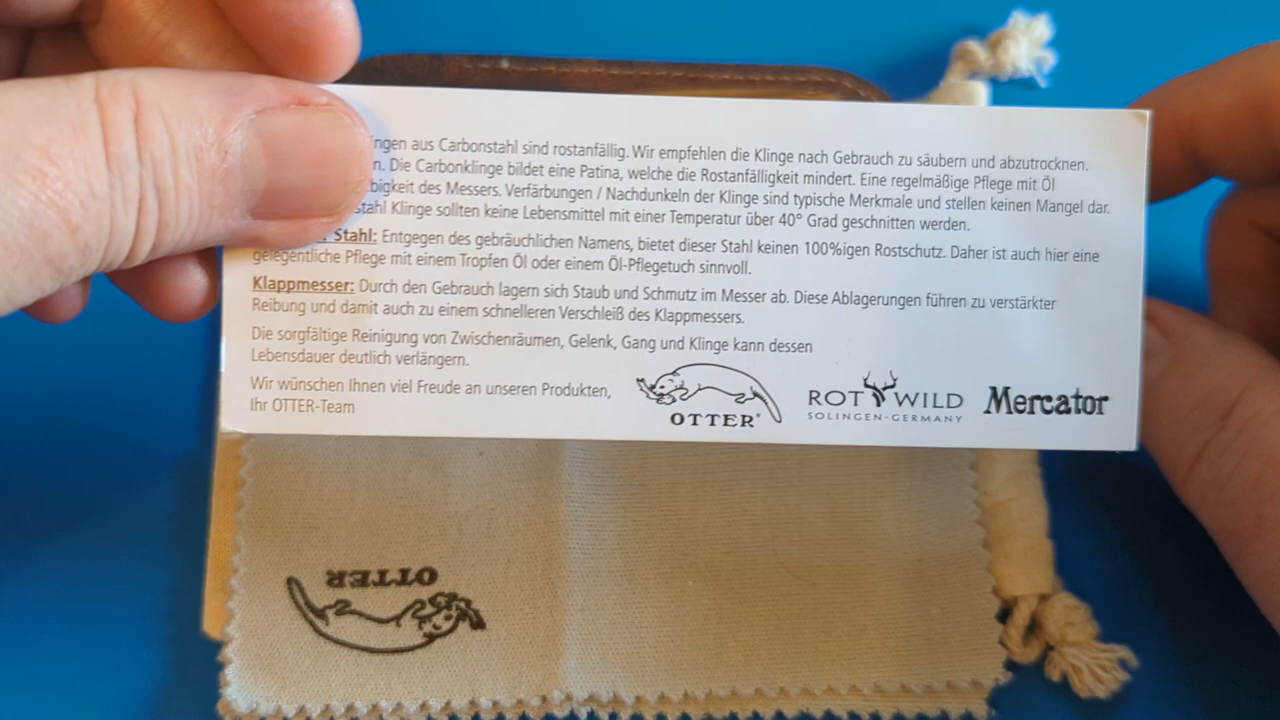 ngen aus Carbonstahl sind rostanfällig. Wir empfehlen die Klinge nach Gebrauch zu säubern und abzutrocknen.
n. Die Carbonklinge bildet eine Patina, welche die Rostanfälligkeit mindert. Eine regelmäßige Pflege mit Öl
bigkeit des Messers. Verfärbungen / Nachdunkeln der Klinge sind typische Merkmale und stellen keinen Mangel dar.
stahl Klinge sollten keine Lebensmittel mit einer Temperatur über 40° Grad geschnitten werden.
Stahl: Entgegen des gebräuchlichen Namens, bietet dieser Stahl keinen 100%igen Rostschutz. Daher ist auch hier eine
gelegentliche Pflege mit einem Tropfen Öl oder einem Öl-Pflegetuch sinnvoll.
Klappmesser: Durch den Gebrauch lagern sich Staub und Schmutz im Messer ab. Diese Ablagerungen führen zu verstärkter
Reibung und damit auch zu einem schnelleren Verschleiß des Klappmessers.
Die sorgfältige Reinigung von Zwischenräumen, Gelenk, Gang und Klinge kann dessen
Lebensdauer deutlich verlängern.
Wir wünschen Ihnen viel Freude an unseren Produkten,
Ihr OTTER-Team
OTTER®
ROTWILD
SOLINGEN-GERMANY
Mercator
OTTER